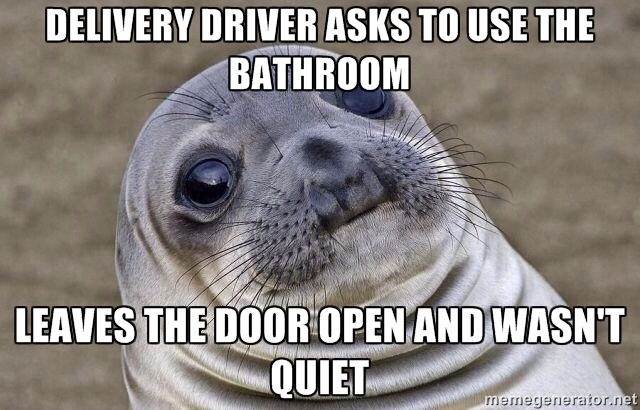 DELIVERY DRIVER ASKS TO USE THE
BATHROOM
LEAVES THE DOOR OPEN AND WASN'T
QUIET
memegenerator.net